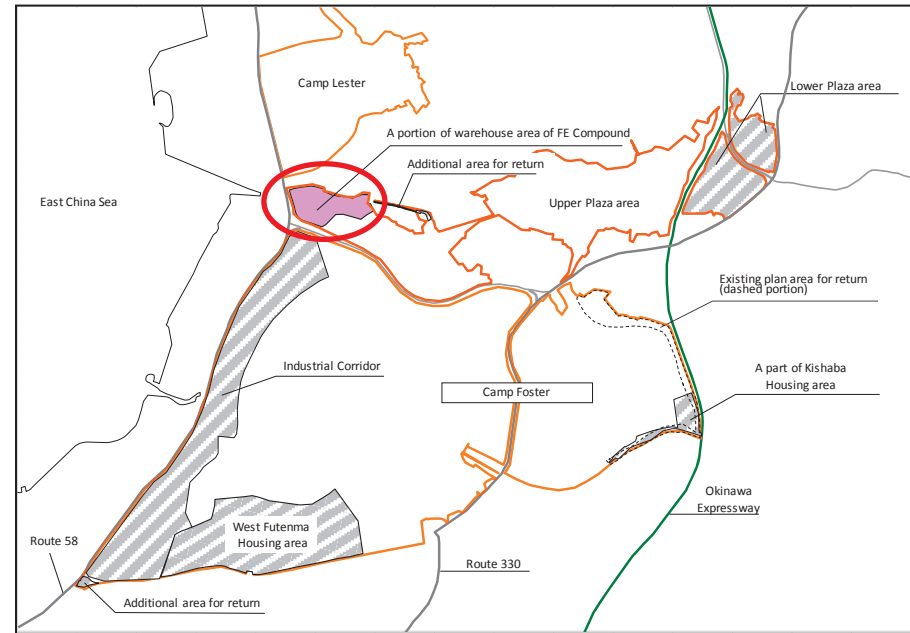 Camp Lester
Lower Plaza area
A portion of warehouse area of FE Compound
Additional area for return
East China Sea
Upper Plaza area
Existing plan area for return
(dashed portion)
Industrial Corridor
A part of Kishaba
Housing area
Camp Foster
Okinawa
Expressway
West Futenma
Housing area
Route 58
Route 330
Additional area for return